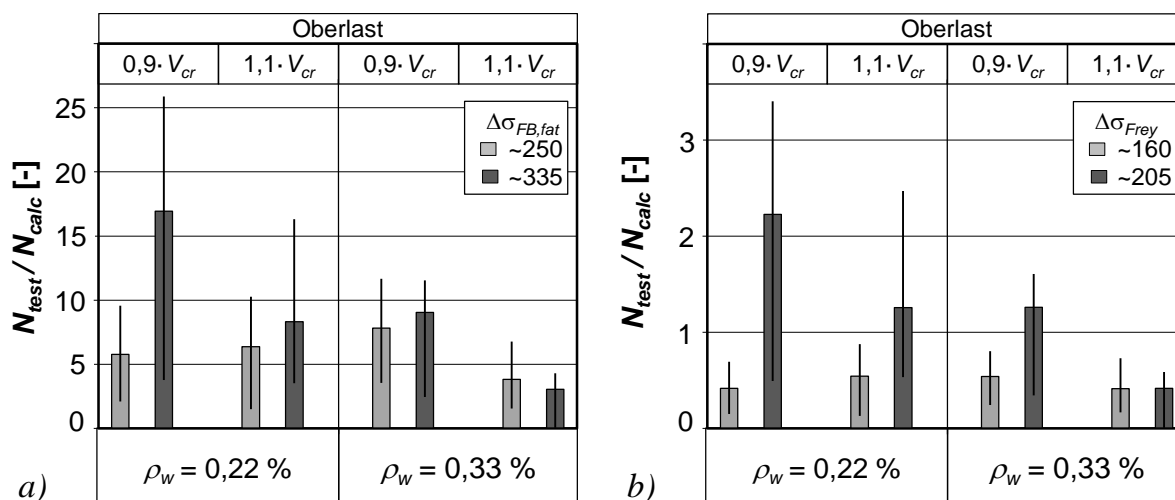 Oberlast
0,9·V_cr 1,1·V_cr 0,9·V_cr 1,1·V_cr
25
20
15
10
5
0
N_test / N_calc [-]
Δσ_FB,fat
~250
~335
ρ_w = 0,22 % ρ_w = 0,33 %
a)
Oberlast
0,9·V_cr 1,1·V_cr 0,9·V_cr 1,1·V_cr
3
2
1
0
N_test / N_calc [-]
Δσ_Frey
~160
~205
ρ_w = 0,22 % ρ_w = 0,33 %
b)